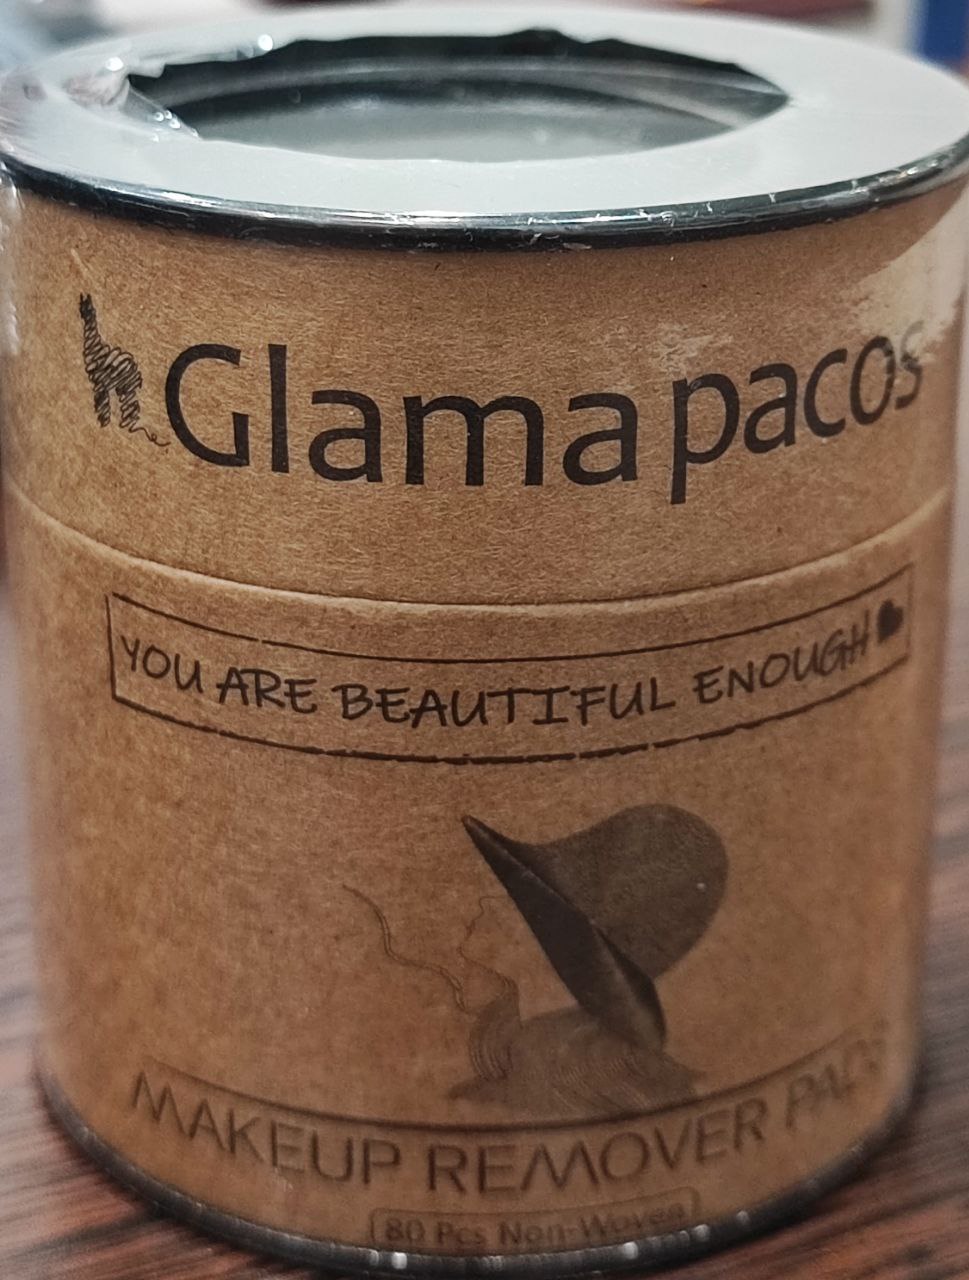 Glamapacos
YOU ARE BEAUTIFUL ENOUGH
MAKEUP REMOVER PADS
80 Pcs Non-Woven